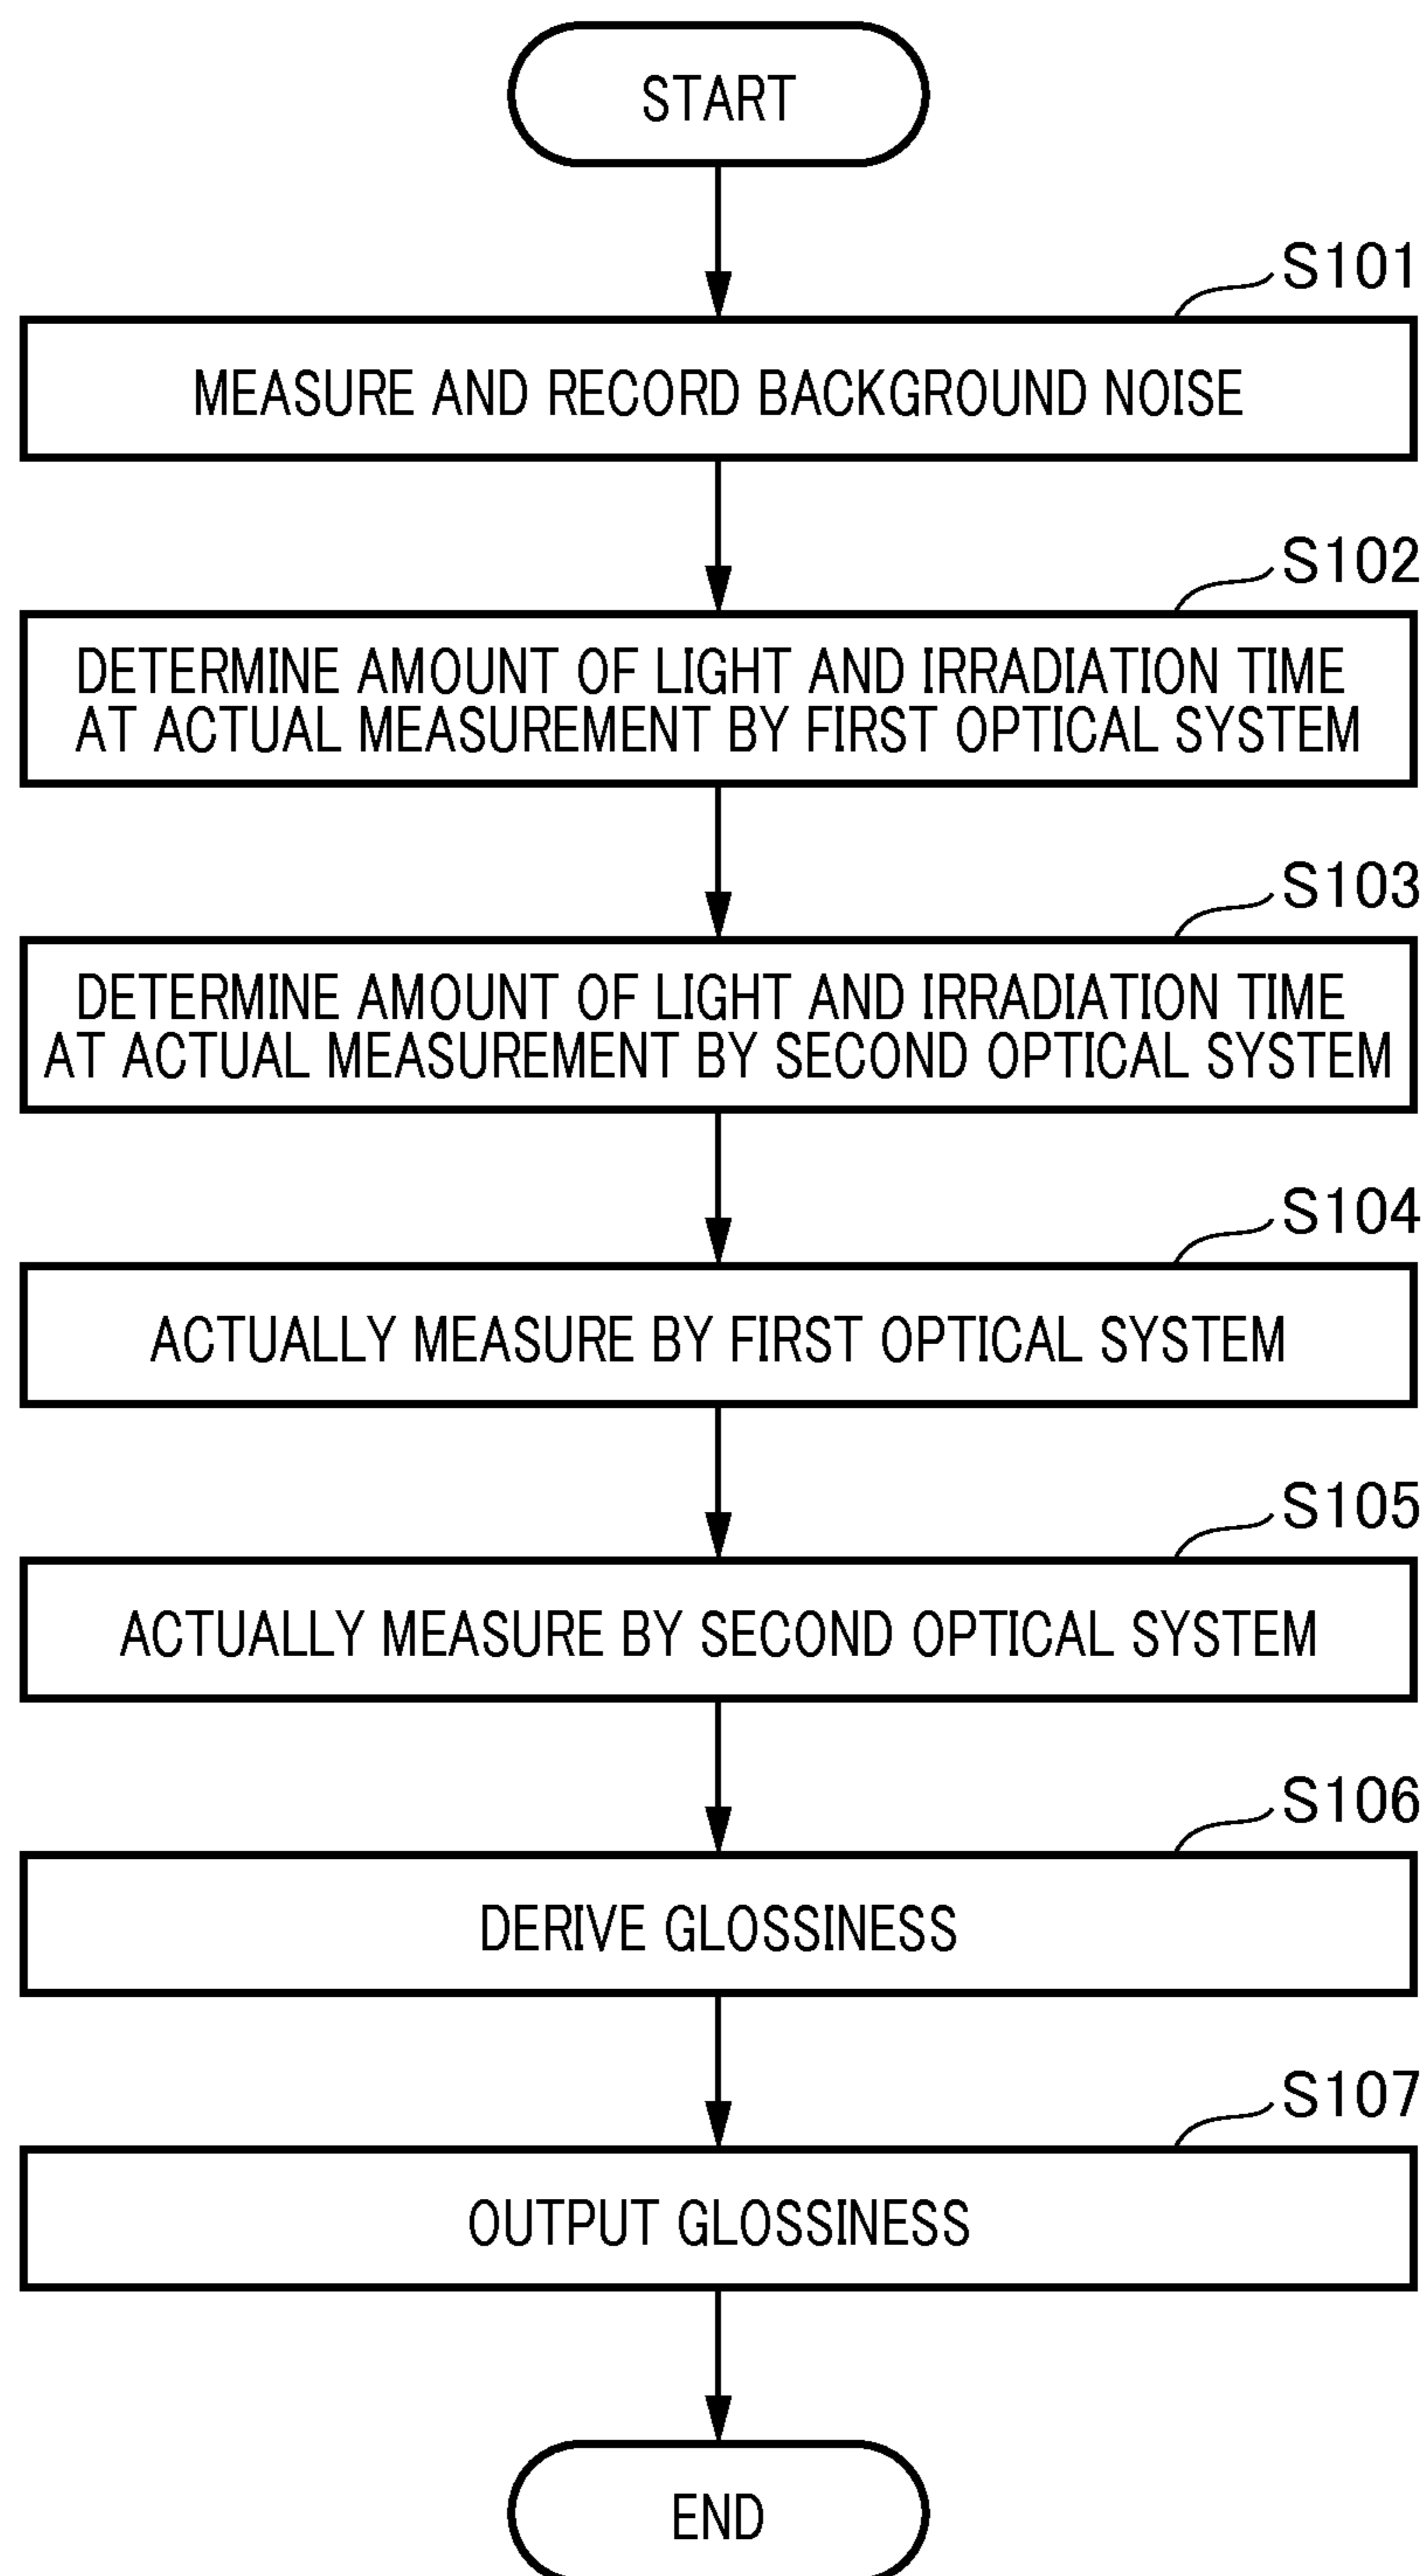 START
S101
MEASURE AND RECORD BACKGROUND NOISE
S102
DETERMINE AMOUNT OF LIGHT AND IRRADIATION TIME
AT ACTUAL MEASUREMENT BY FIRST OPTICAL SYSTEM
S103
DETERMINE AMOUNT OF LIGHT AND IRRADIATION TIME
AT ACTUAL MEASUREMENT BY SECOND OPTICAL SYSTEM
S104
ACTUALLY MEASURE BY FIRST OPTICAL SYSTEM
S105
ACTUALLY MEASURE BY SECOND OPTICAL SYSTEM
S106
DERIVE GLOSSINESS
S107
OUTPUT GLOSSINESS
END